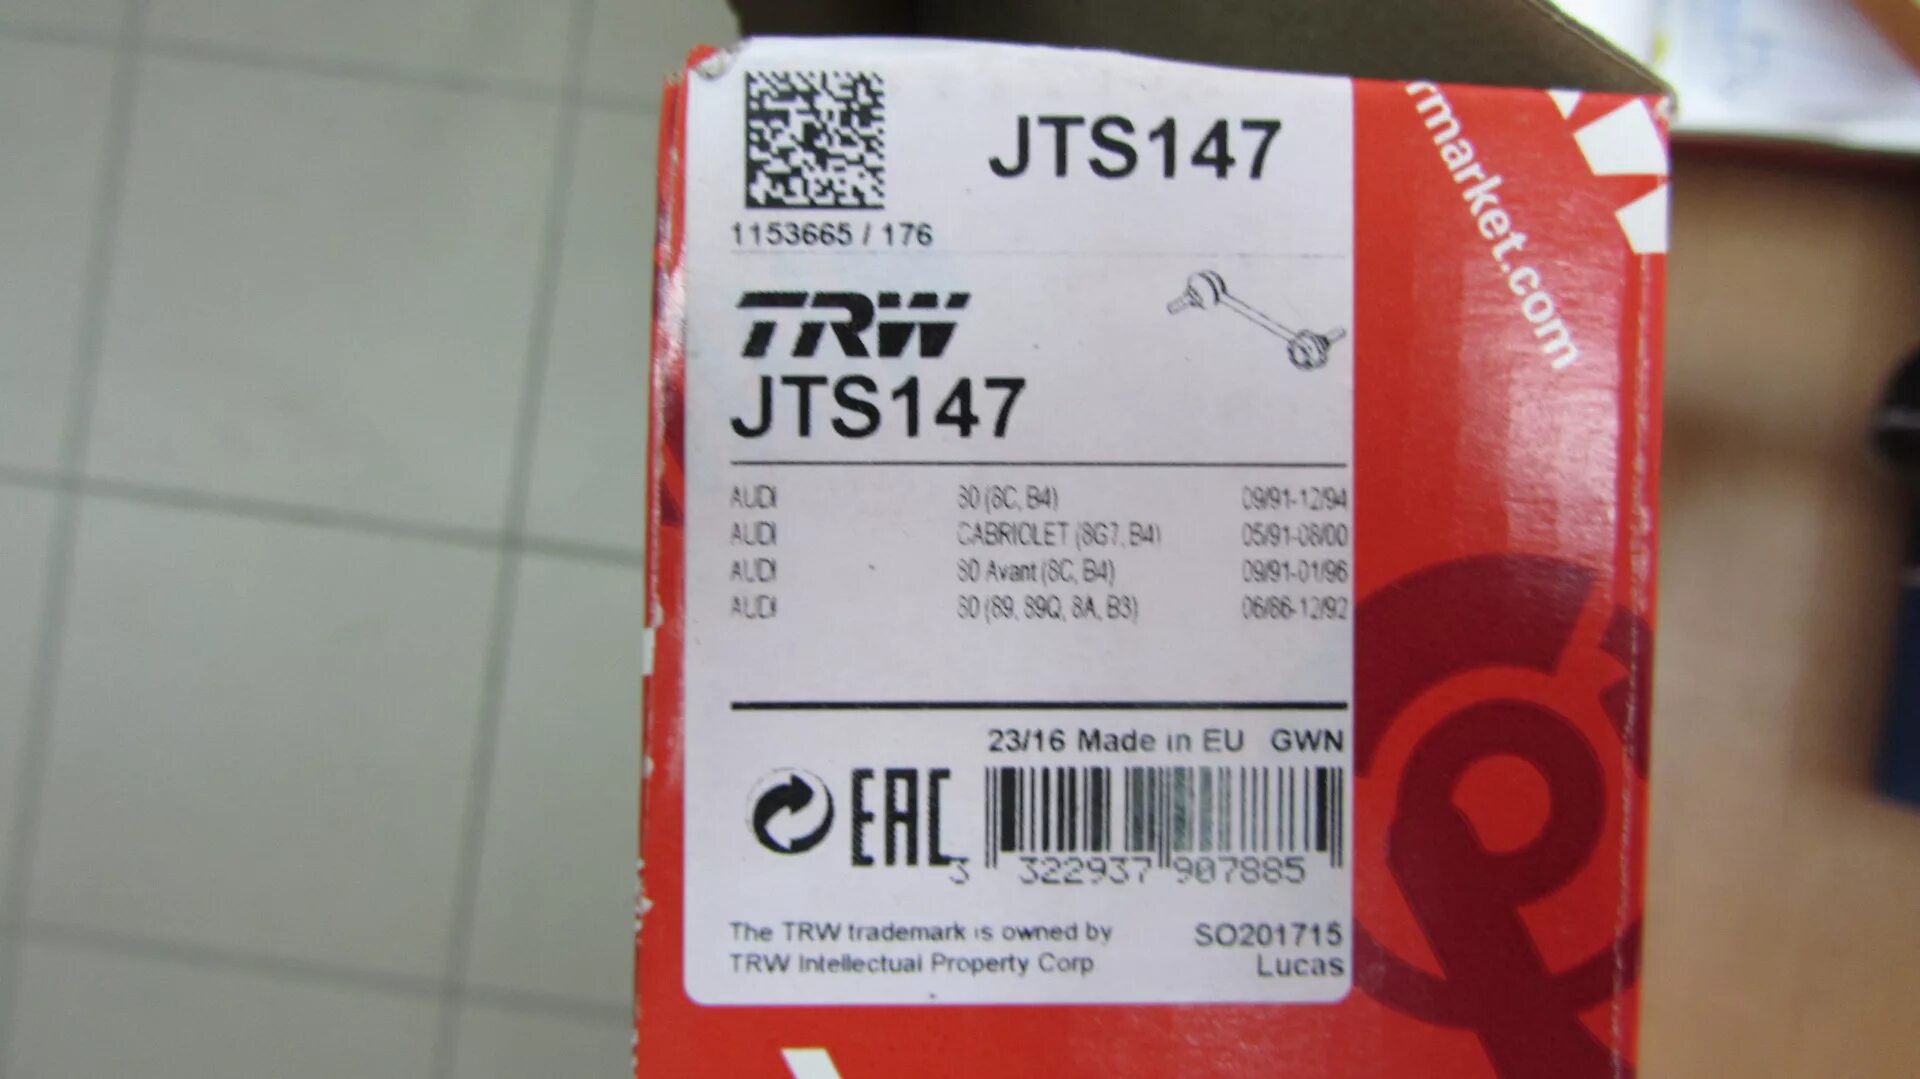 JTS147
1153665 / 176
TRW
JTS147
AUDI 80 (8C, B4) 09/91-12/94
AUDI CABRIOLET (8G7, B4) 05/91-08/00
AUDI 80 Avant (8C, B4) 09/91-01/96
AUDI 80 (89, 89Q, 8A, B3) 06/86-12/92
23/16 Made in EU GWN
EAC
3 322937 907885
The TRW trademark is owned by SO201715
TRW Intellectual Property Corp Lucas
rmarket.com